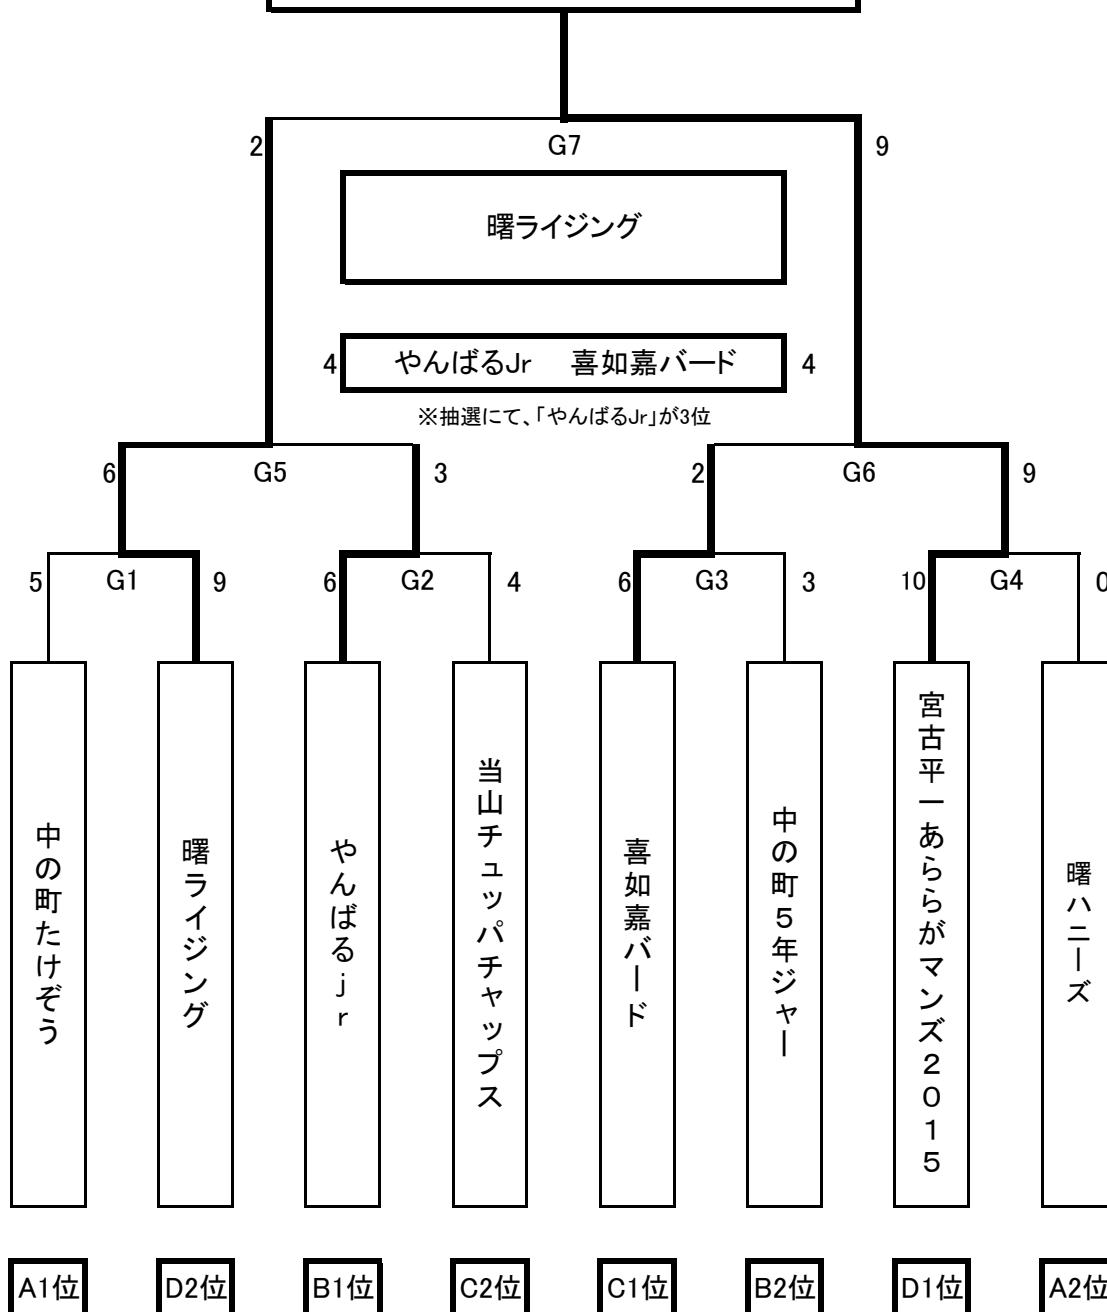 2 G7 9
曙ライジング
4 やんばるJr 喜如嘉バード 4
※抽選にて、「やんばるJr」が3位
6 G5 3 2 G6 9
5 G1 9 6 G2 4 6 G3 3 10 G4 0
中の町たけぞう
曙ライジング
やんばるjr
当山チュッパチャップス
喜如嘉バード
中の町5年ジャー
宮古平一あららがマンズ2015
曙ハニーズ
A1位 D2位 B1位 C2位 C1位 B2位 D1位 A2位